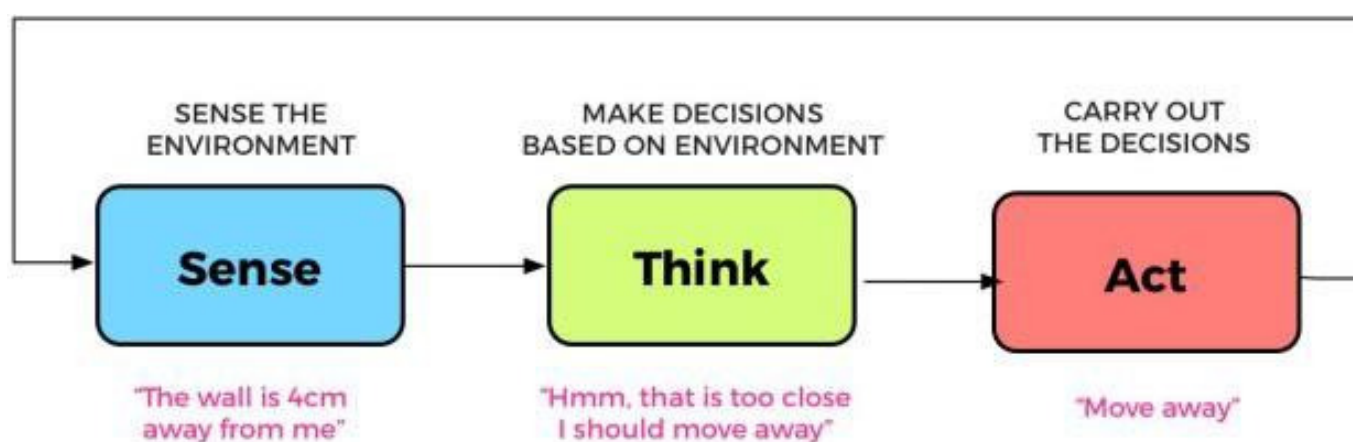 SENSE THE
ENVIRONMENT
Sense
"The wall is 4cm
away from me"
MAKE DECISIONS
BASED ON ENVIRONMENT
Think
"Hmm, that is too close
I should move away"
CARRY OUT
THE DECISIONS
Act
"Move away"